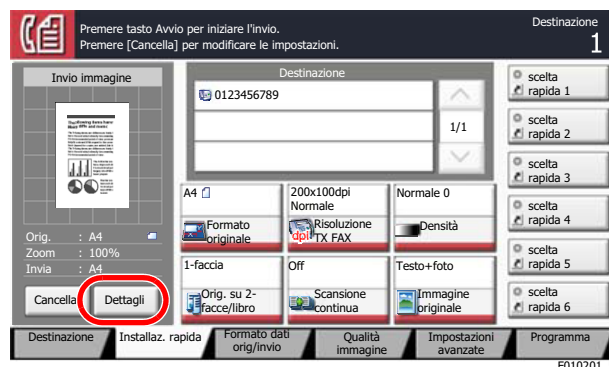 Premere tasto Avvio per iniziare l'invio.
Premere [Cancella] per modificare le impostazioni.
Destinazione
1
Invio immagine
Orig. : A4
Zoom : 100%
Invia : A4
Cancella
Dettagli
Destinazione
0123456789
1/1
A4
Formato
originale
200x100dpi
Normale
dpi
Risoluzione
TX FAX
Normale 0
Densità
1-faccia
Orig. su 2-
facce/libro
Off
Scansione
continua
Testo+foto
Immagine
originale
scelta
rapida 1
scelta
rapida 2
scelta
rapida 3
scelta
rapida 4
scelta
rapida 5
scelta
rapida 6
Destinazione
Installaz. rapida
Formato dati
orig/invio
Qualità
immagine
Impostazioni
avanzate
Programma